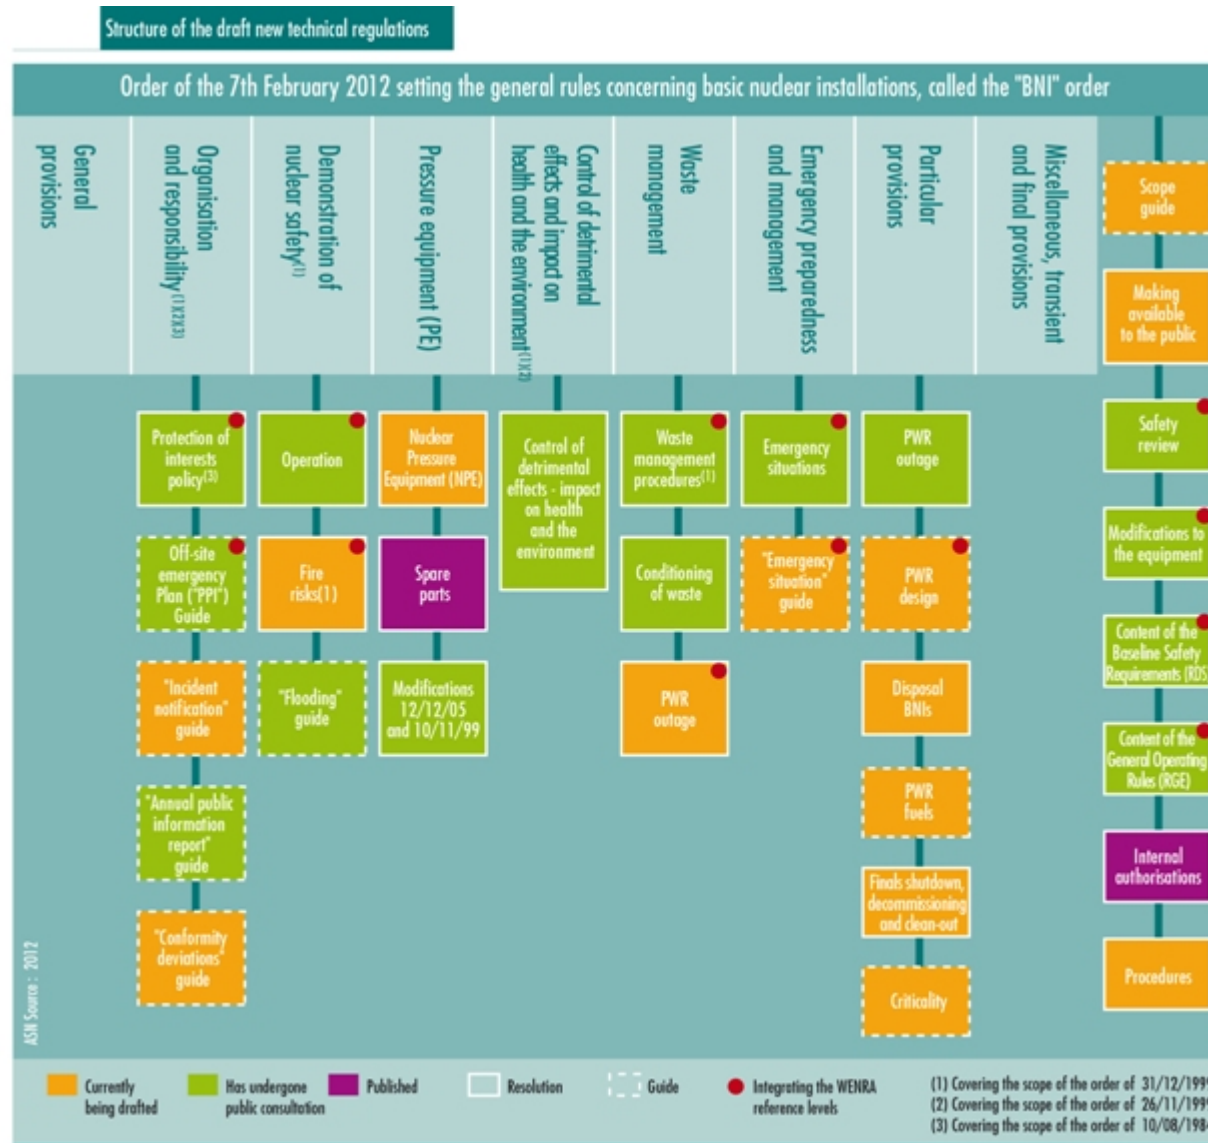 Structure of the draft new technical regulations
Order of the 7th February 2012 setting the general rules concerning basic nuclear installations, called the "BNI" order
General
provisions
Organisation
and responsibility (1)(2)(3)
Demonstration of
nuclear safety(1)
Pressure equipment (PE)
Control of detrimental
effects and impact on
health and the environment(1)(2)
Waste
management
Emergency preparedness
and management
Particular
provisions
Miscellaneous, transient
and final provisions
Protection of
interests
policy(3)
Off-site
emergency
Plan ("PPI")
Guide
"Incident
notification"
guide
"Annual public
information
report"
guide
"Conformity
deviations"
guide
Operation
Fire
risks(1)
"Flooding"
guide
Nuclear
Pressure
Equipment (NPE)
Spare
parts
Modifications
12/12/05
and 10/11/99
Control of
detrimental
effects - impact
on health
and the
environment
Waste
management
procedures(1)
Conditioning
of waste
PWR
outage
Emergency
situations
"Emergency
situation"
guide
PWR
outage
PWR
design
Disposal
BNIs
PWR
fuels
Finals shutdown,
decommissioning
and clean-out
Criticality
Scope
guide
Making
available
to the public
Safety
review
Modifications to
the equipment
Content of the
Baseline Safety
Requirements (RDS
Content of the
General Operating
Rules (RGE)
Internal
authorisations
Procedures
ASN Source : 2012
Currently
being drafted
Has undergone
public consultation
Published
Resolution
Guide
Integrating the WENRA
reference levels
(1) Covering the scope of the order of 31/12/1999
(2) Covering the scope of the order of 26/11/1999
(3) Covering the scope of the order of 10/08/1984